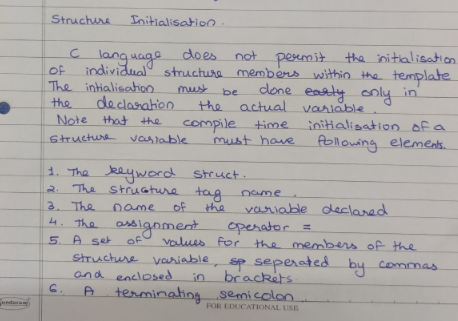 Structure Initialisation.
C language does not permit the initialisation
of individual structure members within the template
The intialisation must be done early only in
the declaration the actual variable.
Note that the compile time initialisation of a
structure variable must have following elements.
1. The keyword struct.
2. The structure tag name.
3. The name of the variable declared
4. The assignment operator =
5. A set of values for the members of the
structure variable, sp seperated by commas
and enclosed in brackets.
6. A terminating semicolon
FOR EDUCATIONAL USE